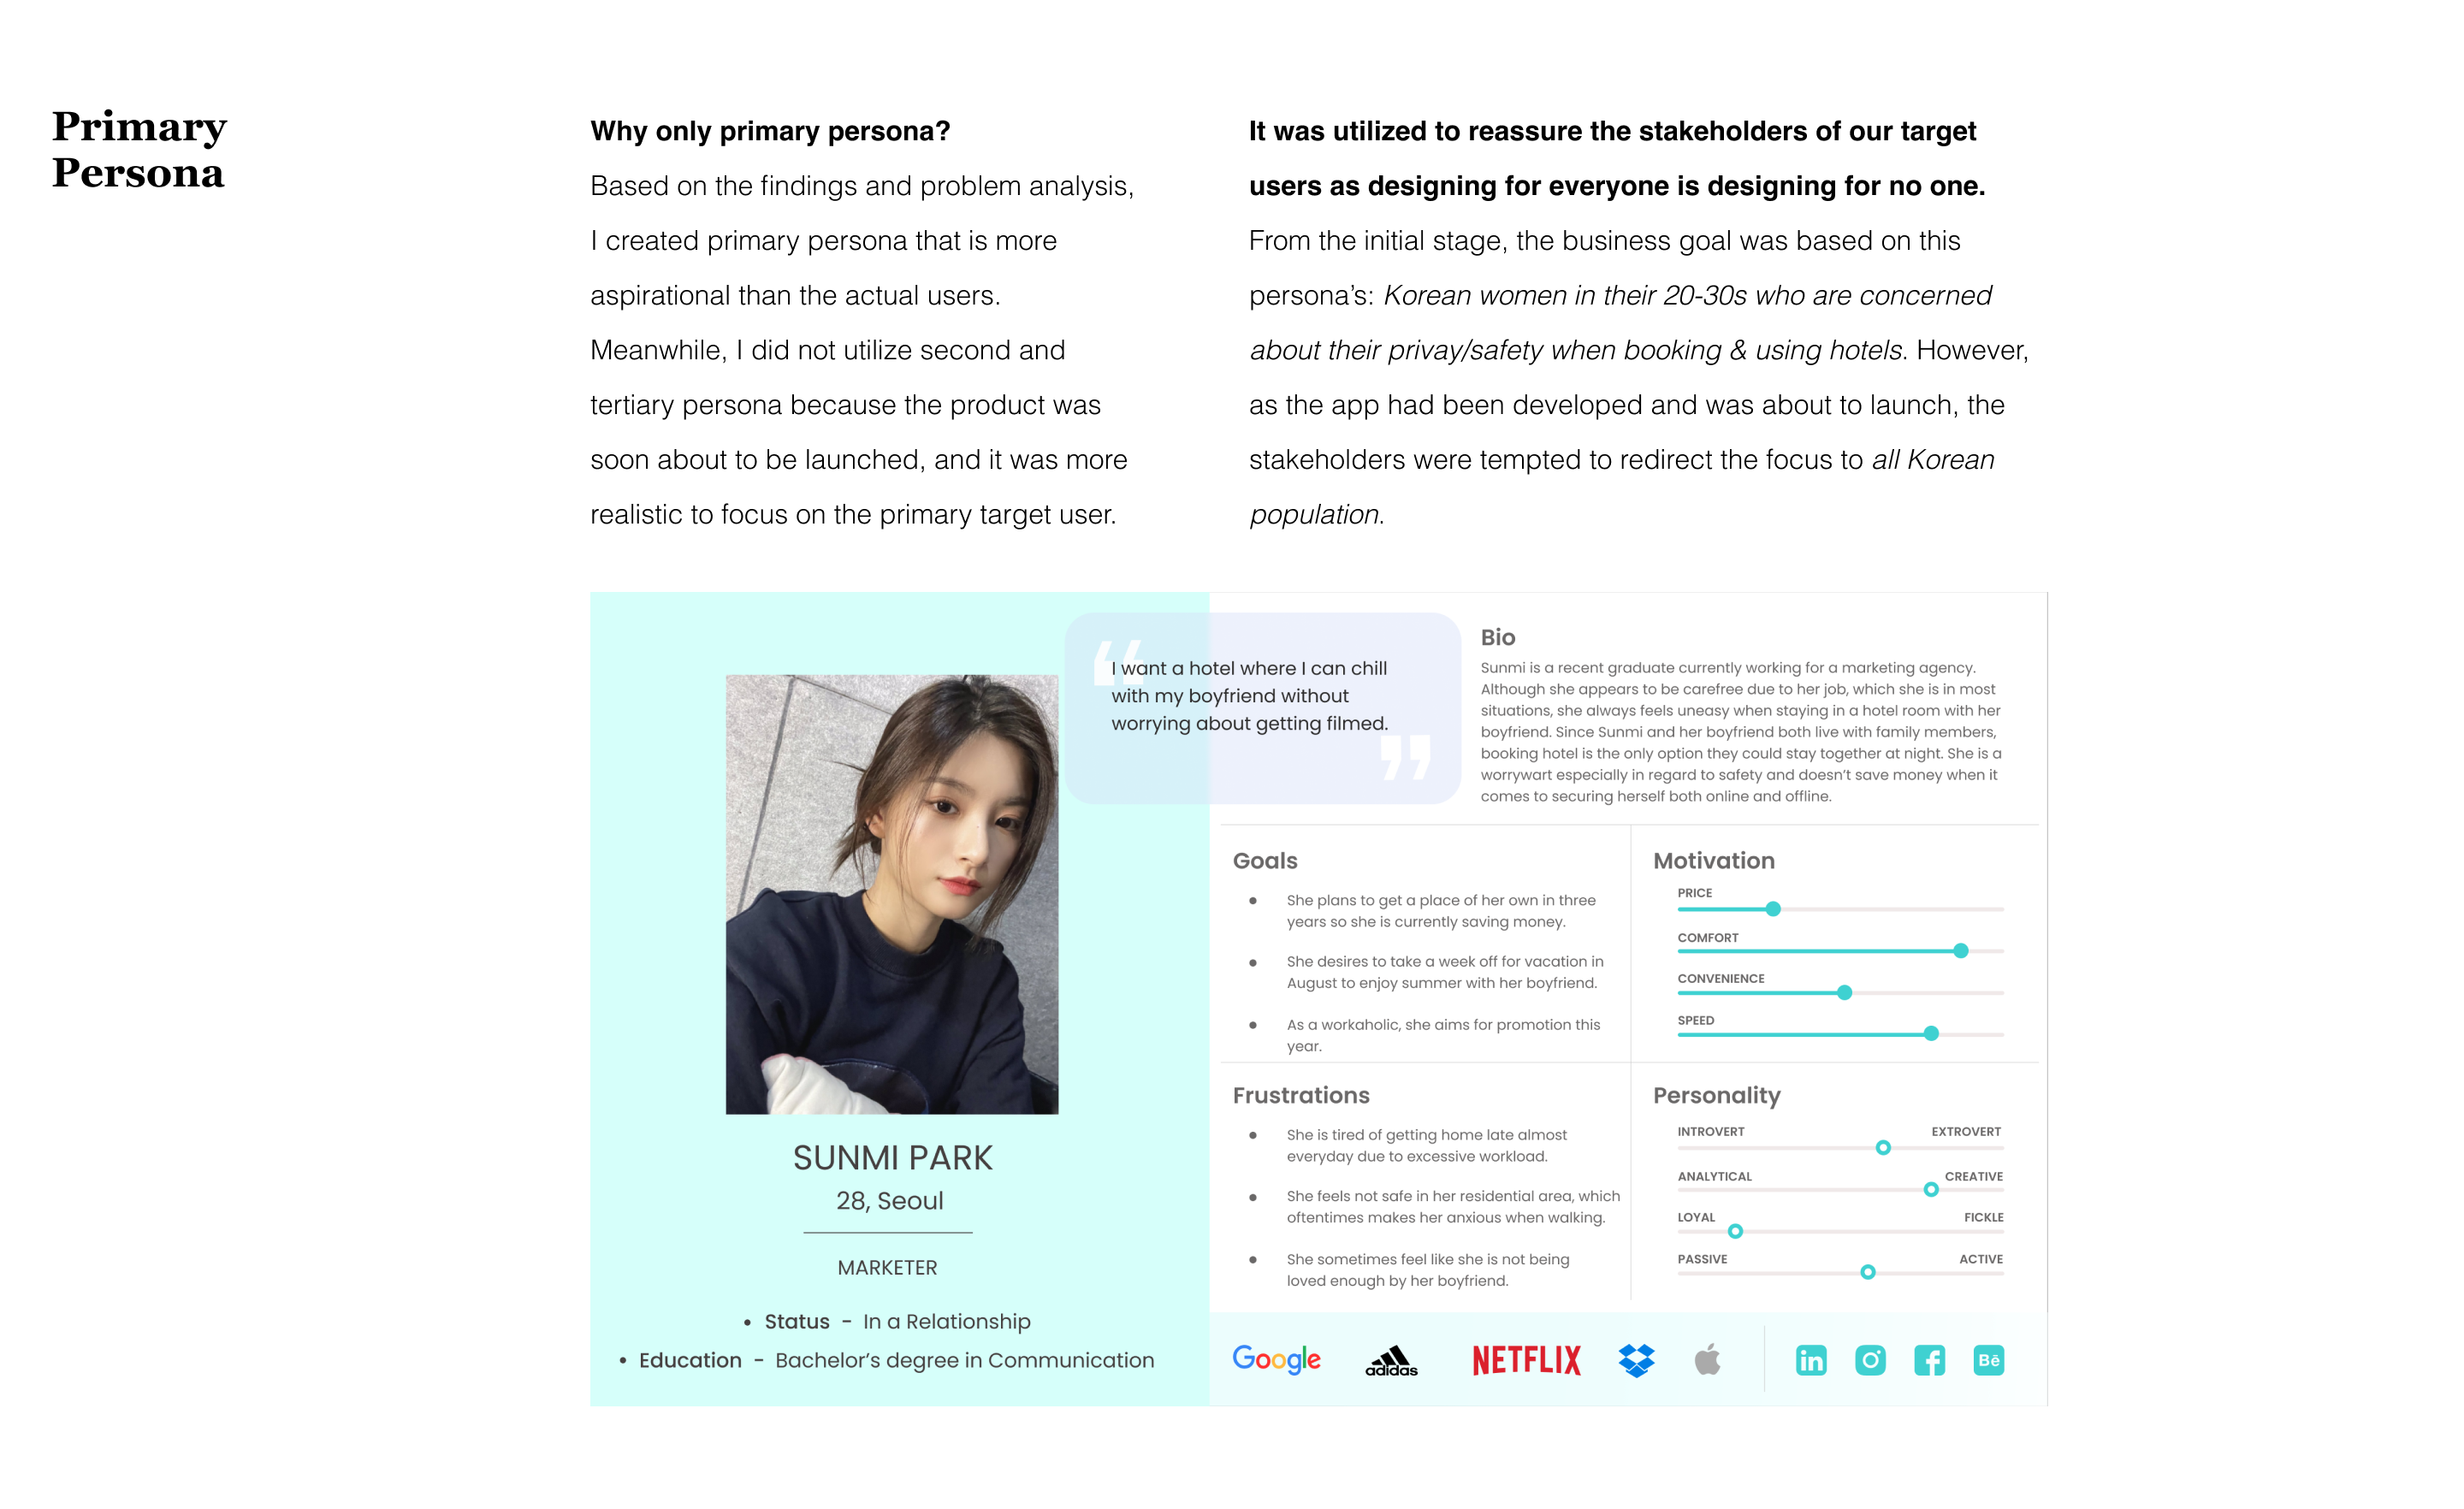 Primary
Persona
Why only primary persona?
Based on the findings and problem analysis,
I created primary persona that is more
aspirational than the actual users.
Meanwhile, I did not utilize second and
tertiary persona because the product was
soon about to be launched, and it was more
realistic to focus on the primary target user.
It was utilized to reassure the stakeholders of our target
users as designing for everyone is designing for no one.
From the initial stage, the business goal was based on this
persona's: Korean women in their 20-30s who are concerned
about their privay/safety when booking & using hotels. However,
as the app had been developed and was about to launch, the
stakeholders were tempted to redirect the focus to all Korean
population.
“
I want a hotel where I can chill
with my boyfriend without
worrying about getting filmed.
”
SUNMI PARK
28, Seoul
MARKETER
• Status - In a Relationship
• Education - Bachelor's degree in Communication
Bio
Sunmi is a recent graduate currently working for a marketing agency.
Although she appears to be carefree due to her job, which she is in most
situations, she always feels uneasy when staying in a hotel room with her
boyfriend. Since Sunmi and her boyfriend both live with family members,
booking hotel is the only option they could stay together at night. She is a
worrywart especially in regard to safety and doesn't save money when it
comes to securing herself both online and offline.
Goals
• She plans to get a place of her own in three
years so she is currently saving money.
• She desires to take a week off for vacation in
August to enjoy summer with her boyfriend.
• As a workaholic, she aims for promotion this
year.
Motivation
PRICE
COMFORT
CONVENIENCE
SPEED
Frustrations
• She is tired of getting home late almost
everyday due to excessive workload.
• She feels not safe in her residential area, which
oftentimes makes her anxious when walking.
• She sometimes feel like she is not being
loved enough by her boyfriend.
Personality
INTROVERT EXTROVERT
ANALYTICAL CREATIVE
LOYAL FICKLE
PASSIVE ACTIVE
Google adidas NETFLIX in f Bē